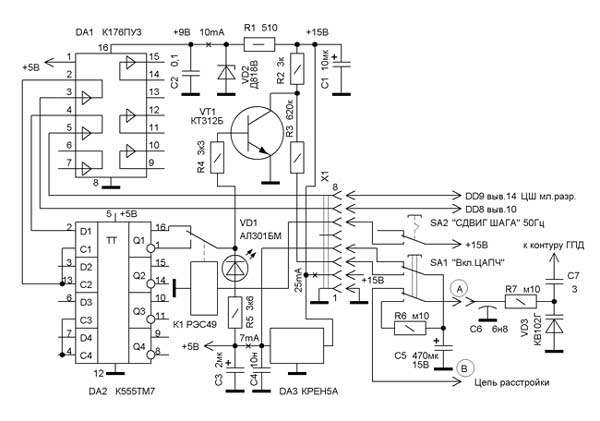 DA1 К176ПУ3
+9В 10mA R1 510 +15В
16
+5В
1 15
2 14
3 13
4 12
5 11
6 10
7 9
8
C2 0,1
VD2 Д818В
R2 3к
C1 10мк
+
VT1
КТ312Б
R3 620к
R4 3к3
X1
8
DD9 выв.14 ЦШ мл.разр.
DD8 выв.10
SA2 "СДВИГ ШАГА" 50Гц
+15В
к контуру ГПД
SA1 "Вкл.ЦАПЧ"
+15В
25mA
1
5 +5В
2 D1 TT Q1 16
C1 1
3 D2 Q2 15
13 C2 14
6 D3 Q3 10
C3 11
7 D4 Q4 9
4 C4 8
12
DA2 К555ТМ7
VD1
АЛ301БМ
К1 РЭС49
R5 3к6
+5В 7mA
+
C3 2мк
C4 10н
DA3 КРЕН5А
A
R7 м10
C7
3
C6 6н8
VD3
КВ102Г
R6 м10
+
C5 470мк
15В
B
Цепь расстройки